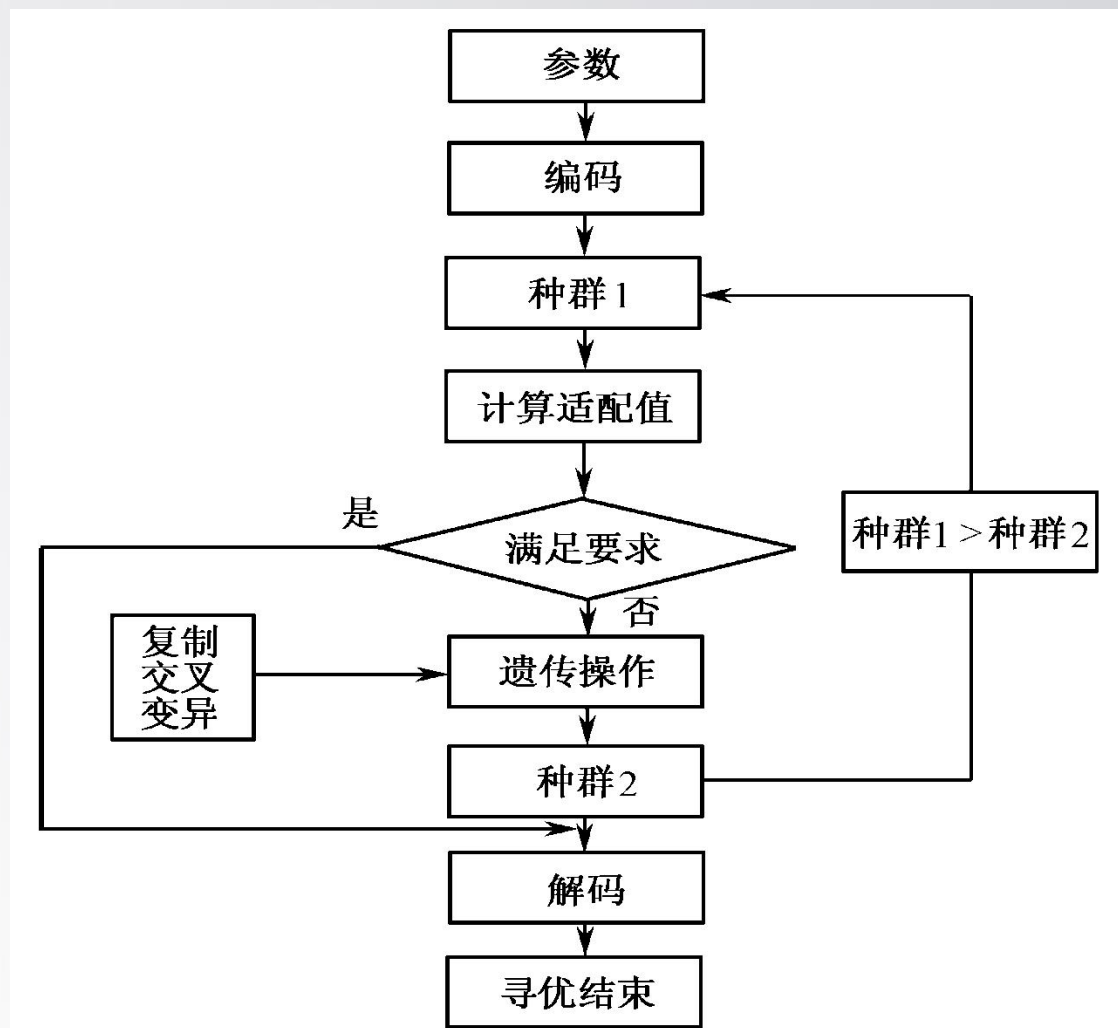 参数
编码
种群1
计算适配值
是
满足要求
种群1>种群2
否
复制
交叉
变异
遗传操作
种群2
解码
寻优结束